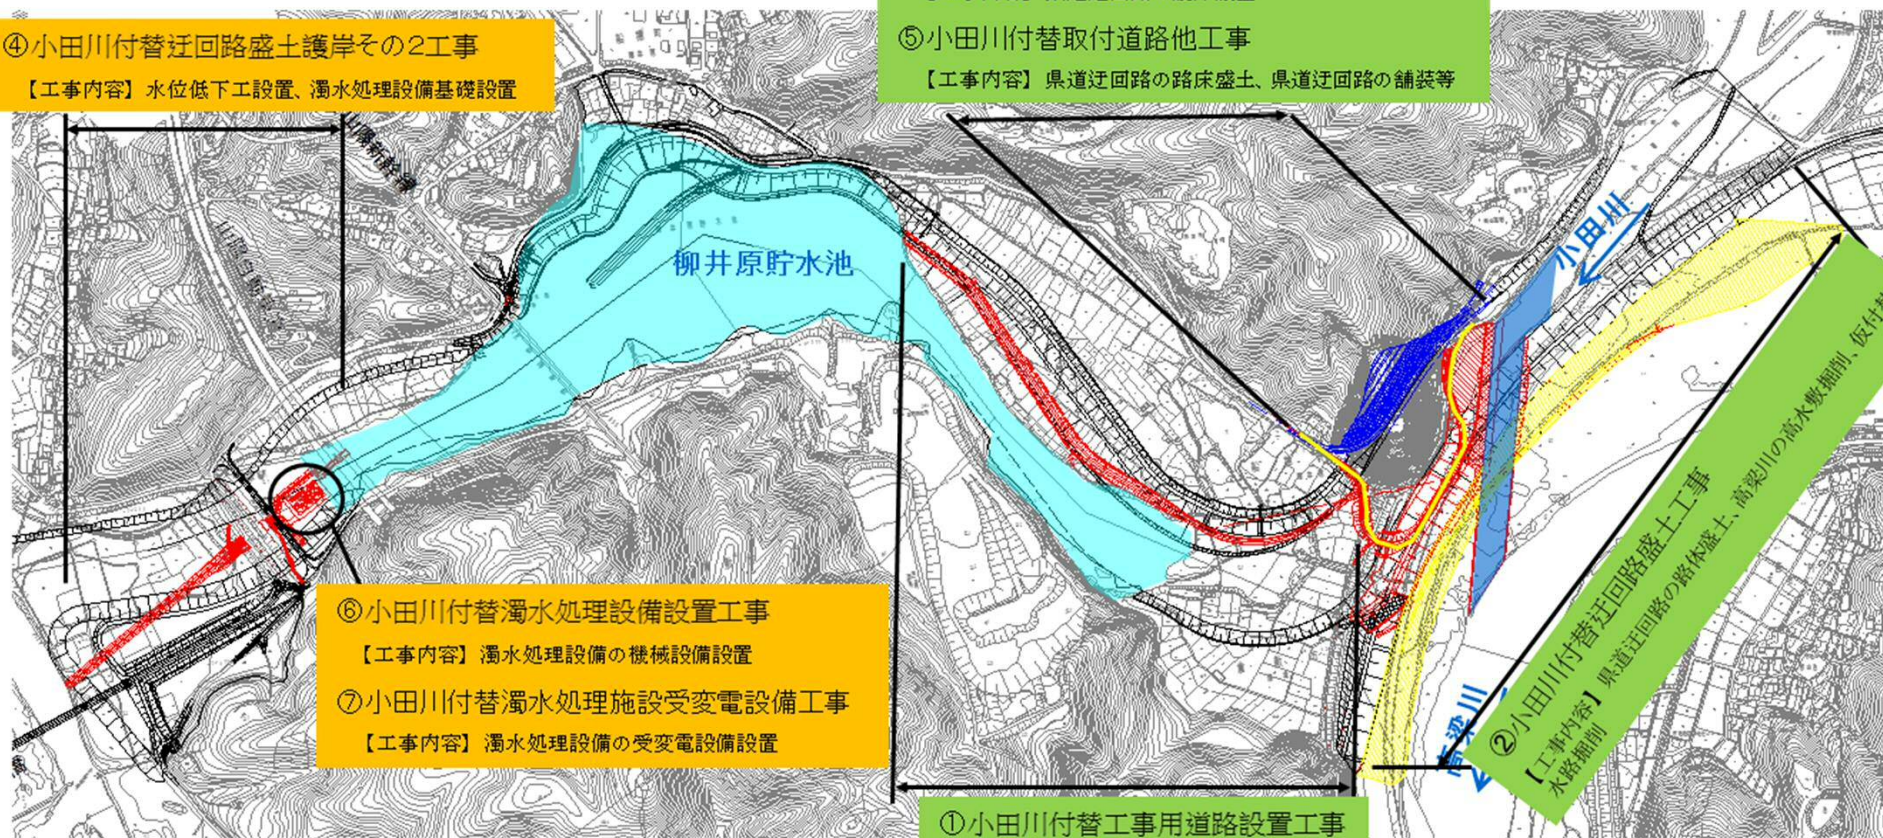 ④小田川付替迂回路盛土護岸その2工事
【工事内容】水位低下工設置、濁水処理設備基礎設置
⑤小田川付替取付道路他工事
【工事内容】県道迂回路の路床盛土、県道迂回路の舗装等
山陽新幹線
柳井原貯水池
小田川
高梁川
②小田川付替迂回路盛土工事
【工事内容】県道迂回路の路体盛土、高梁川の高水敷掘削、仮付替
水路掘削
⑥小田川付替濁水処理設備設置工事
【工事内容】濁水処理設備の機械設備設置
⑦小田川付替濁水処理施設受変電設備工事
【工事内容】濁水処理設備の受変電設備設置
①小田川付替工事用道路設置工事